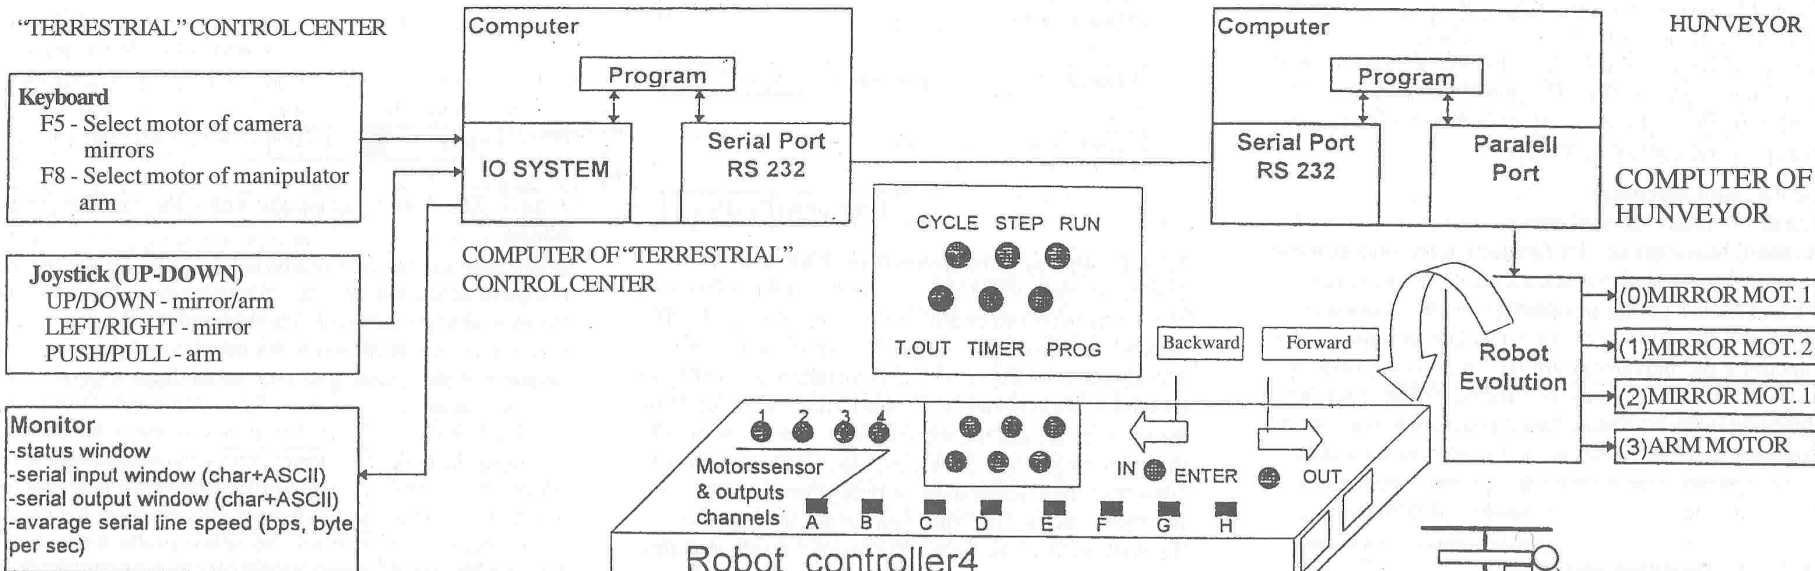 "TERRESTRIAL" CONTROL CENTER
Keyboard
F5 - Select motor of camera
mirrors
F8 - Select motor of manipulator
arm
Joystick (UP-DOWN)
UP/DOWN - mirror/arm
LEFT/RIGHT - mirror
PUSH/PULL - arm
Monitor
-status window
-serial input window (char+ASCII)
-serial output window (char+ASCII)
-avarage serial line speed (bps, byte
per sec)
Computer
Program
IO SYSTEM
Serial Port
RS 232
COMPUTER OF "TERRESTRIAL"
CONTROL CENTER
CYCLE STEP RUN
T.OUT TIMER PROG
Computer
Program
Serial Port
RS 232
Paralell
Port
HUNVEYOR
COMPUTER OF
HUNVEYOR
Backward
Forward
Robot
Evolution
(0)MIRROR MOT. 1
(1)MIRROR MOT. 2
(2)MIRROR MOT. 1
(3)ARM MOTOR
1 2 3 4
Motorssensor
& outputs
channels
IN ENTER OUT
A B C D E F G H
Robot controller4